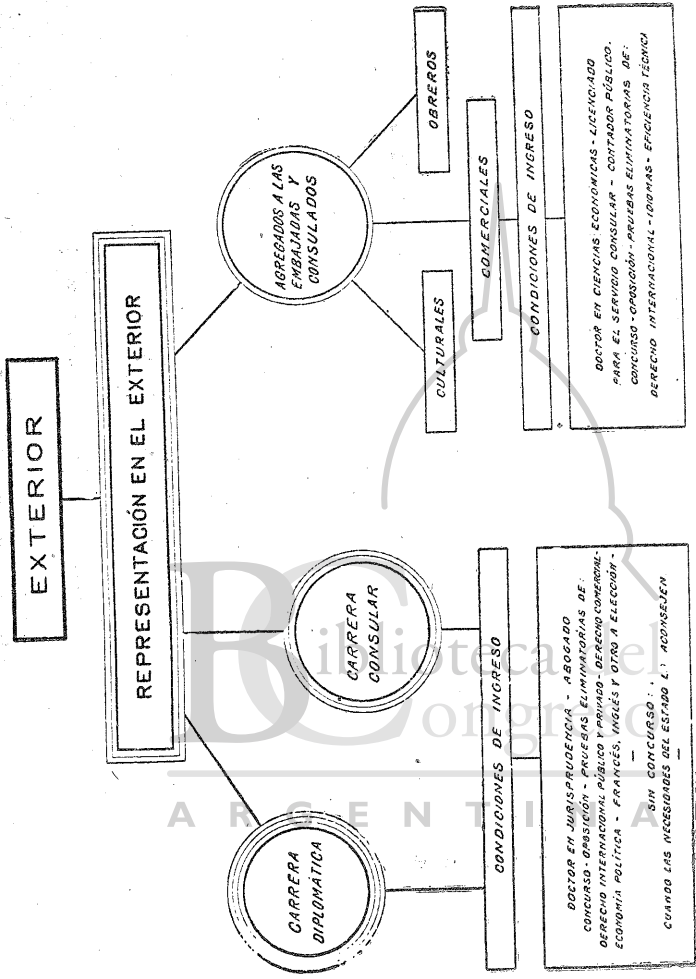 EXTERIOR
REPRESENTACIÓN EN EL EXTERIOR
CARRERA
DIPLOMÁTICA
CARRERA
CONSULAR
AGREGADOS A LAS
EMBAJADAS Y
CONSULADOS
CULTURALES
COMERCIALES
OBREROS
CONDICIONES DE INGRESO
DOCTOR EN JURISPRUDENCIA - ABOGADO
CONCURSO - OPOSICIÓN - PRUEBAS ELIMINATORIAS DE:
DERECHO INTERNACIONAL PÚBLICO Y PRIVADO - DERECHO COMERCIAL -
ECONOMÍA POLÍTICA - FRANCÉS, INGLÉS Y OTRO A ELECCIÓN -
SIN CONCURSO:
CUANDO LAS NECESIDADES DEL ESTADO LO ACONSEJEN
CONDICIONES DE INGRESO
DOCTOR EN CIENCIAS ECONÓMICAS - LICENCIADO
PARA EL SERVICIO CONSULAR - CONTADOR PÚBLICO.
CONCURSO - OPOSICIÓN - PRUEBAS ELIMINATORIAS DE:
DERECHO INTERNACIONAL - IDIOMAS - EFICIENCIA TÉCNICA
Biblioteca del
Congreso
ARGENTINA